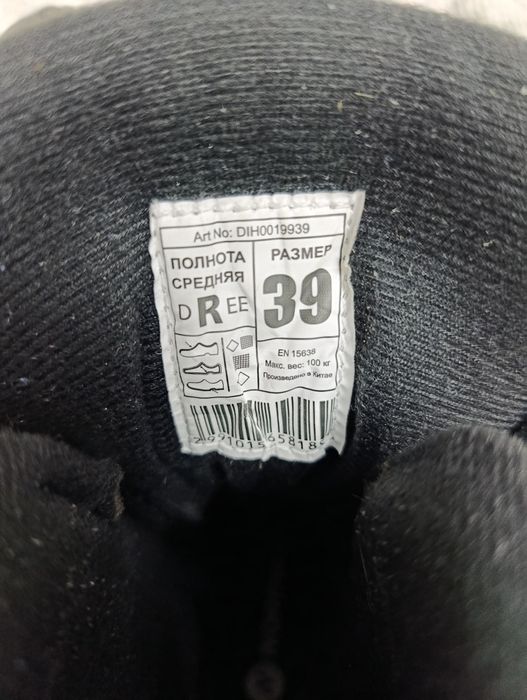 Art No: DIH0019939
ПОЛНОТА
СРЕДНЯЯ
D R EE
РАЗМЕР
39
EN 15638
Макс. вес: 100 кг
Произведено в Китае